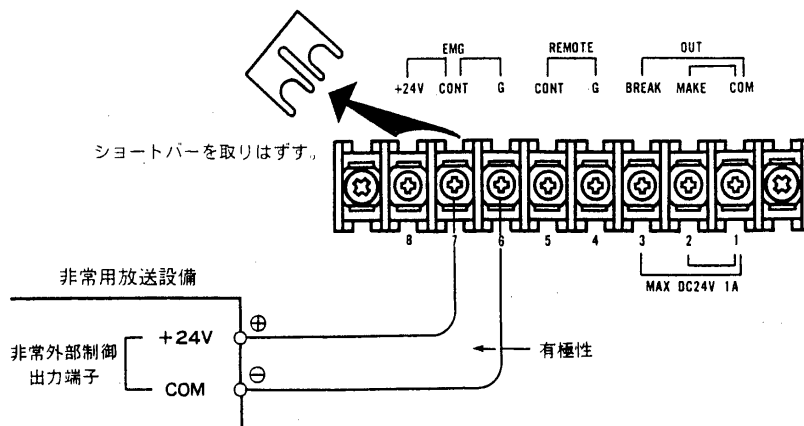 EMG REMOTE OUT
+24V CONT G CONT G BREAK MAKE COM
ショートバーを取りはずす。
8 7 6 5 4 3 2 1
MAX DC24V 1A
非常用放送設備
+24V ⊕
非常外部制御
出力端子
COM ⊖
有極性